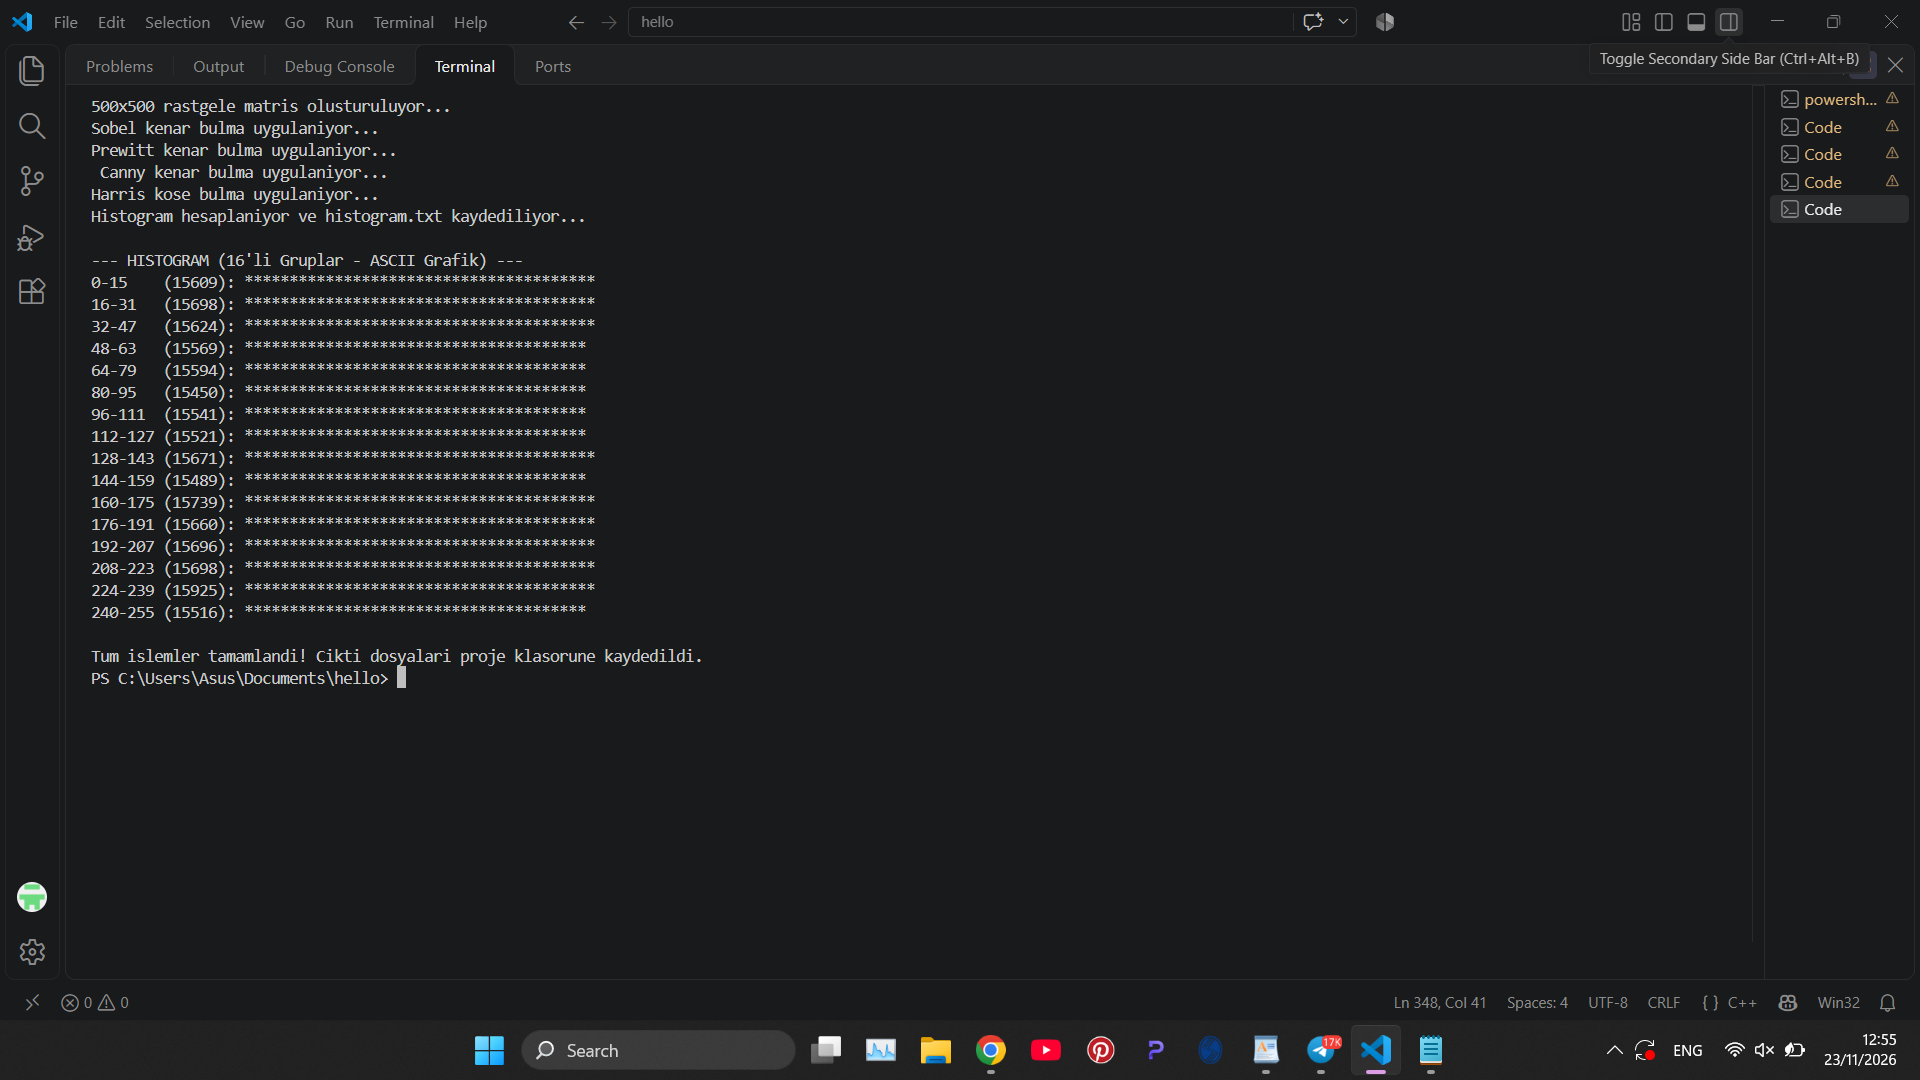 File Edit Selection View Go Run Terminal Help
hello
Toggle Secondary Side Bar (Ctrl+Alt+B)
Problems Output Debug Console Terminal Ports
500x500 rastgele matris olusturuluyor...
Sobel kenar bulma uygulaniyor...
Prewitt kenar bulma uygulaniyor...
Canny kenar bulma uygulaniyor...
Harris kose bulma uygulaniyor...
Histogram hesaplaniyor ve histogram.txt kaydediliyor...
--- HISTOGRAM (16'li Gruplar - ASCII Grafik) ---
0-15    (15609): ***************************************
16-31   (15698): ***************************************
32-47   (15624): ***************************************
48-63   (15569): **************************************
64-79   (15594): **************************************
80-95   (15450): **************************************
96-111  (15541): **************************************
112-127 (15521): **************************************
128-143 (15671): ***************************************
144-159 (15489): **************************************
160-175 (15739): ***************************************
176-191 (15660): ***************************************
192-207 (15696): ***************************************
208-223 (15698): ***************************************
224-239 (15925): ***************************************
240-255 (15516): **************************************
Tum islemler tamamlandi! Cikti dosyalari proje klasorune kaydedildi.
PS C:\Users\Asus\Documents\hello>
powersh...
Code
Code
Code
Code
0 0
Ln 348, Col 41 Spaces: 4 UTF-8 CRLF { } C++ Win32
Search
17K
ENG
12:55
23/11/2026